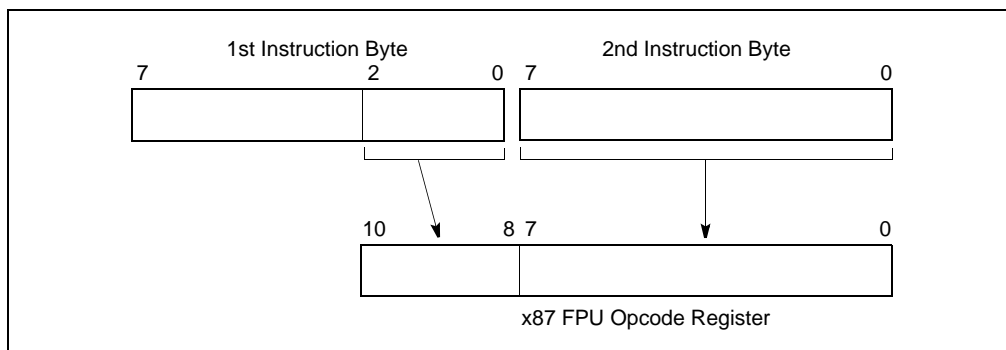 1st Instruction Byte 2nd Instruction Byte
7 2 0 7 0
10 8 7 0
x87 FPU Opcode Register